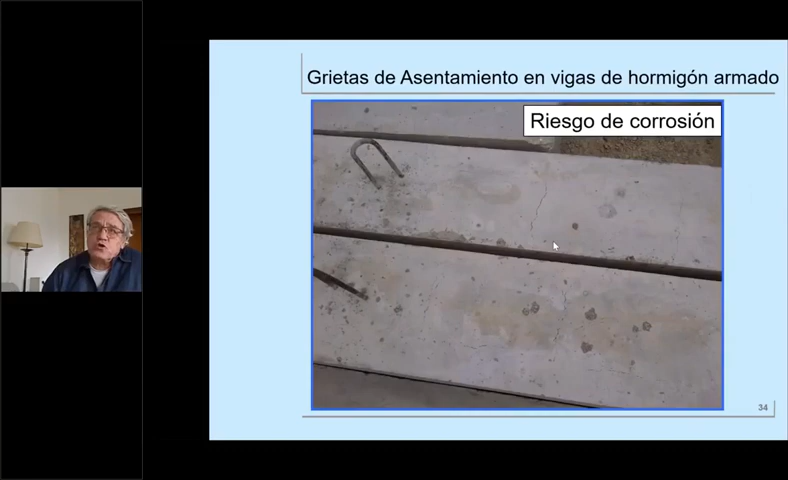 Grietas de Asentamiento en vigas de hormigón armado
Riesgo de corrosión
34